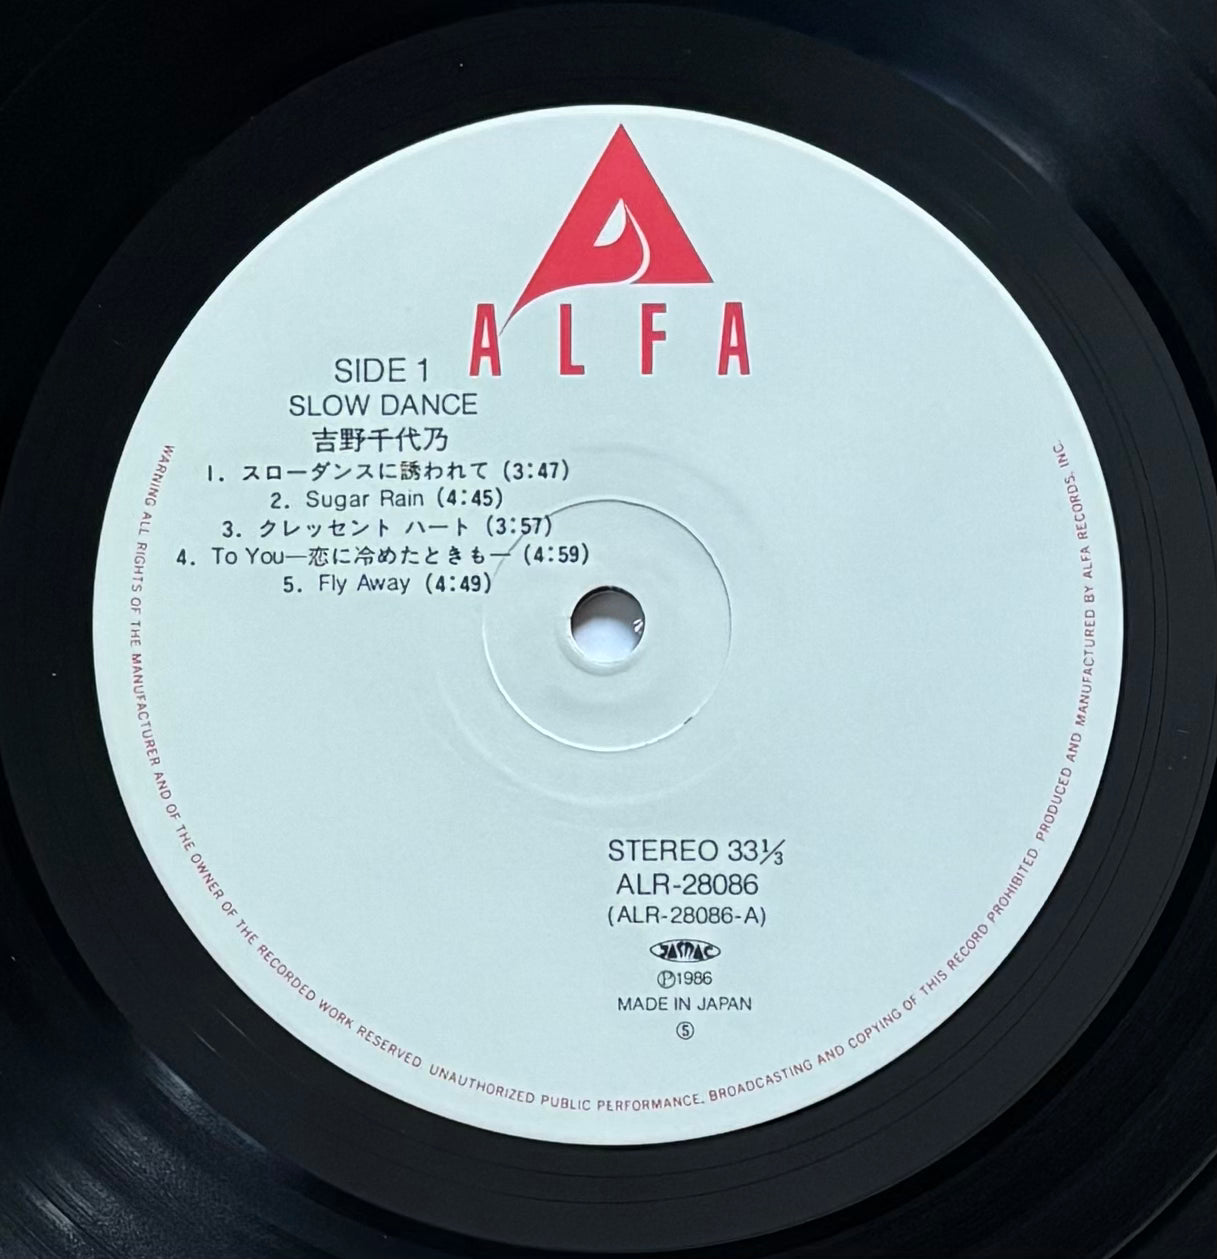 ALFA
SIDE 1
SLOW DANCE
吉野千代乃
1. スローダンスに誘われて (3:47)
2. Sugar Rain (4:45)
3. クレッセント ハート (3:57)
4. To You—恋に冷めたときも— (4:59)
5. Fly Away (4:49)
STEREO 33⅓
ALR-28086
(ALR-28086-A)
JASRAC
Ⓟ1986
MADE IN JAPAN
Ⓢ
WARNING ALL RIGHTS OF THE MANUFACTURER AND OF THE OWNER OF THE RECORDED WORK RESERVED. UNAUTHORIZED PUBLIC PERFORMANCE. BROADCASTING AND COPYING OF THIS RECORD PROHIBITED. PRODUCED AND MANUFACTURED BY ALFA RECORDS. INC.